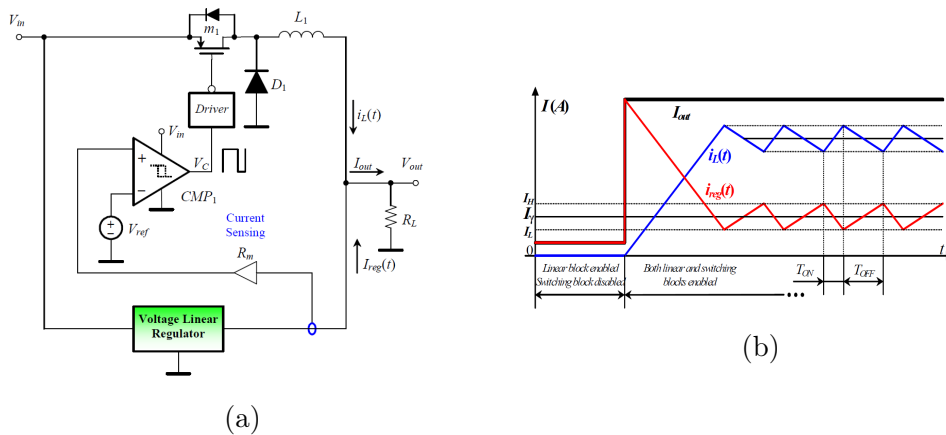 V_in
m_1
L_1
D_1
Driver
V_in
i_L(t)
V_C
I_out
V_out
CMP_1
Current
Sensing
R_L
V_ref
R_m
I_reg(t)
Voltage Linear
Regulator
(a)
I(A)
I_out
i_L(t)
i_reg(t)
I_H
I_γ
I_L
0
t
Linear block enabled
Switching block disabled
Both linear and switching
blocks enabled
T_ON
T_OFF
(b)